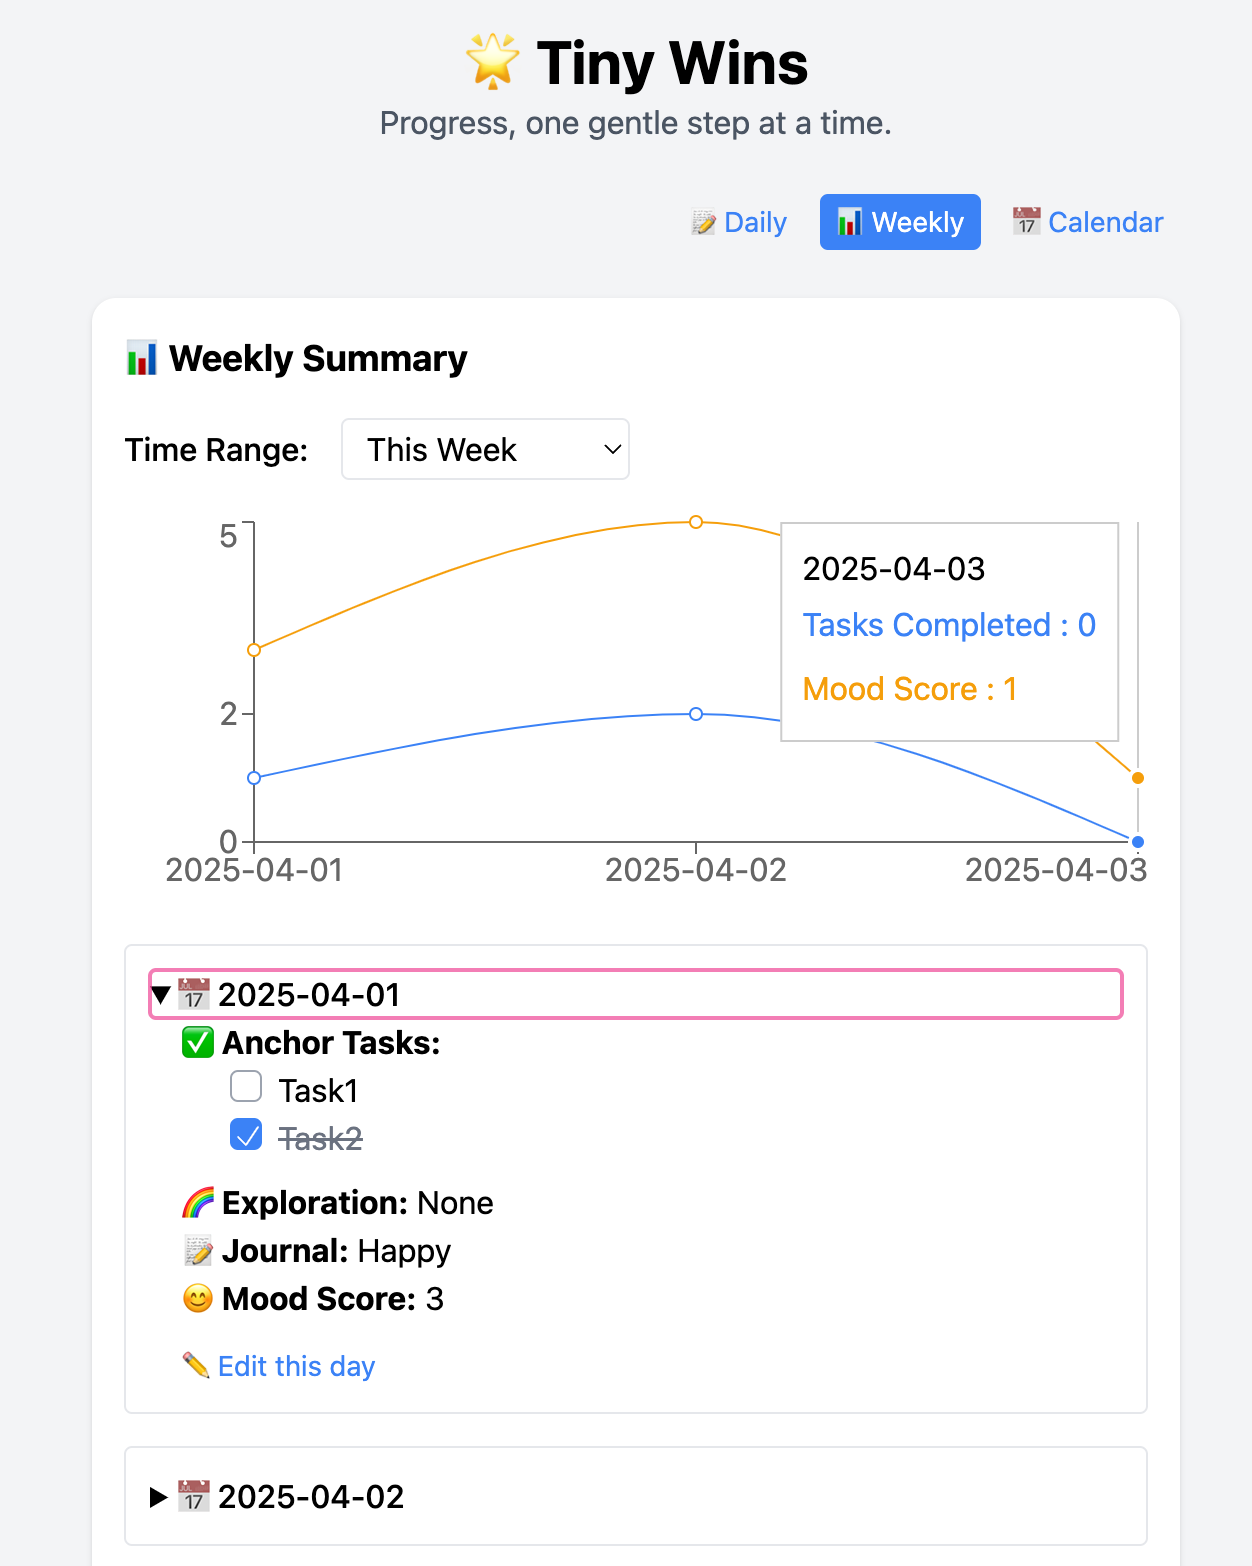 🌟 Tiny Wins
Progress, one gentle step at a time.
📝 Daily
📊 Weekly
📅 Calendar
📊 Weekly Summary
Time Range:
This Week
5
2
0
2025-04-01
2025-04-02
2025-04-03
2025-04-03
Tasks Completed : 0
Mood Score : 1
▼ 📅 2025-04-01
✅ Anchor Tasks:
Task1
Task2
🌈 Exploration: None
📝 Journal: Happy
😊 Mood Score: 3
✏️ Edit this day
▶ 📅 2025-04-02